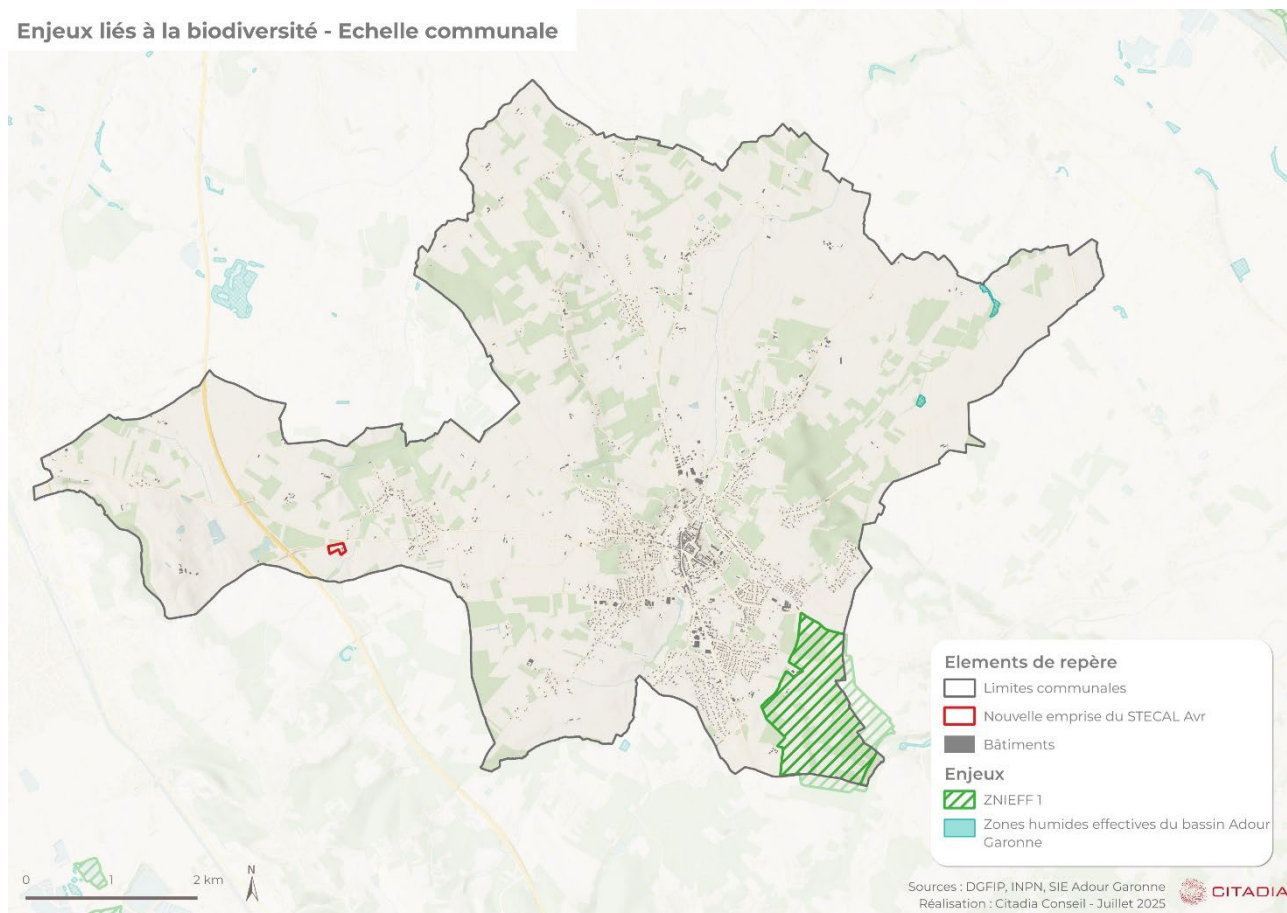 Enjeux liés à la biodiversité - Echelle communale
Elements de repère
Limites communales
Nouvelle emprise du STECAL Avr
Bâtiments
Enjeux
ZNIEFF 1
Zones humides effectives du bassin Adour
Garonne
0 1 2 km
N
Sources : DGFIP, INPN, SIE Adour Garonne
Réalisation : Citadia Conseil - Juillet 2025
CITADIA